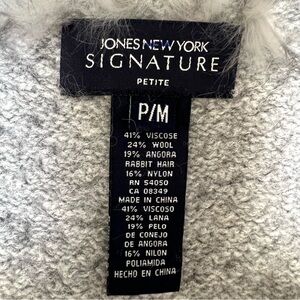 JONES NEW YORK
SIGNATURE
PETITE
P/M
41% VISCOSE
24% WOOL
19% ANGORA
RABBIT HAIR
16% NYLON
RN 54050
CA 08349
MADE IN CHINA
41% VISCOSO
24% LANA
19% PELO
DE CONEJO
DE ANGORA
16% NILON
POLIAMIDA
HECHO EN CHINA